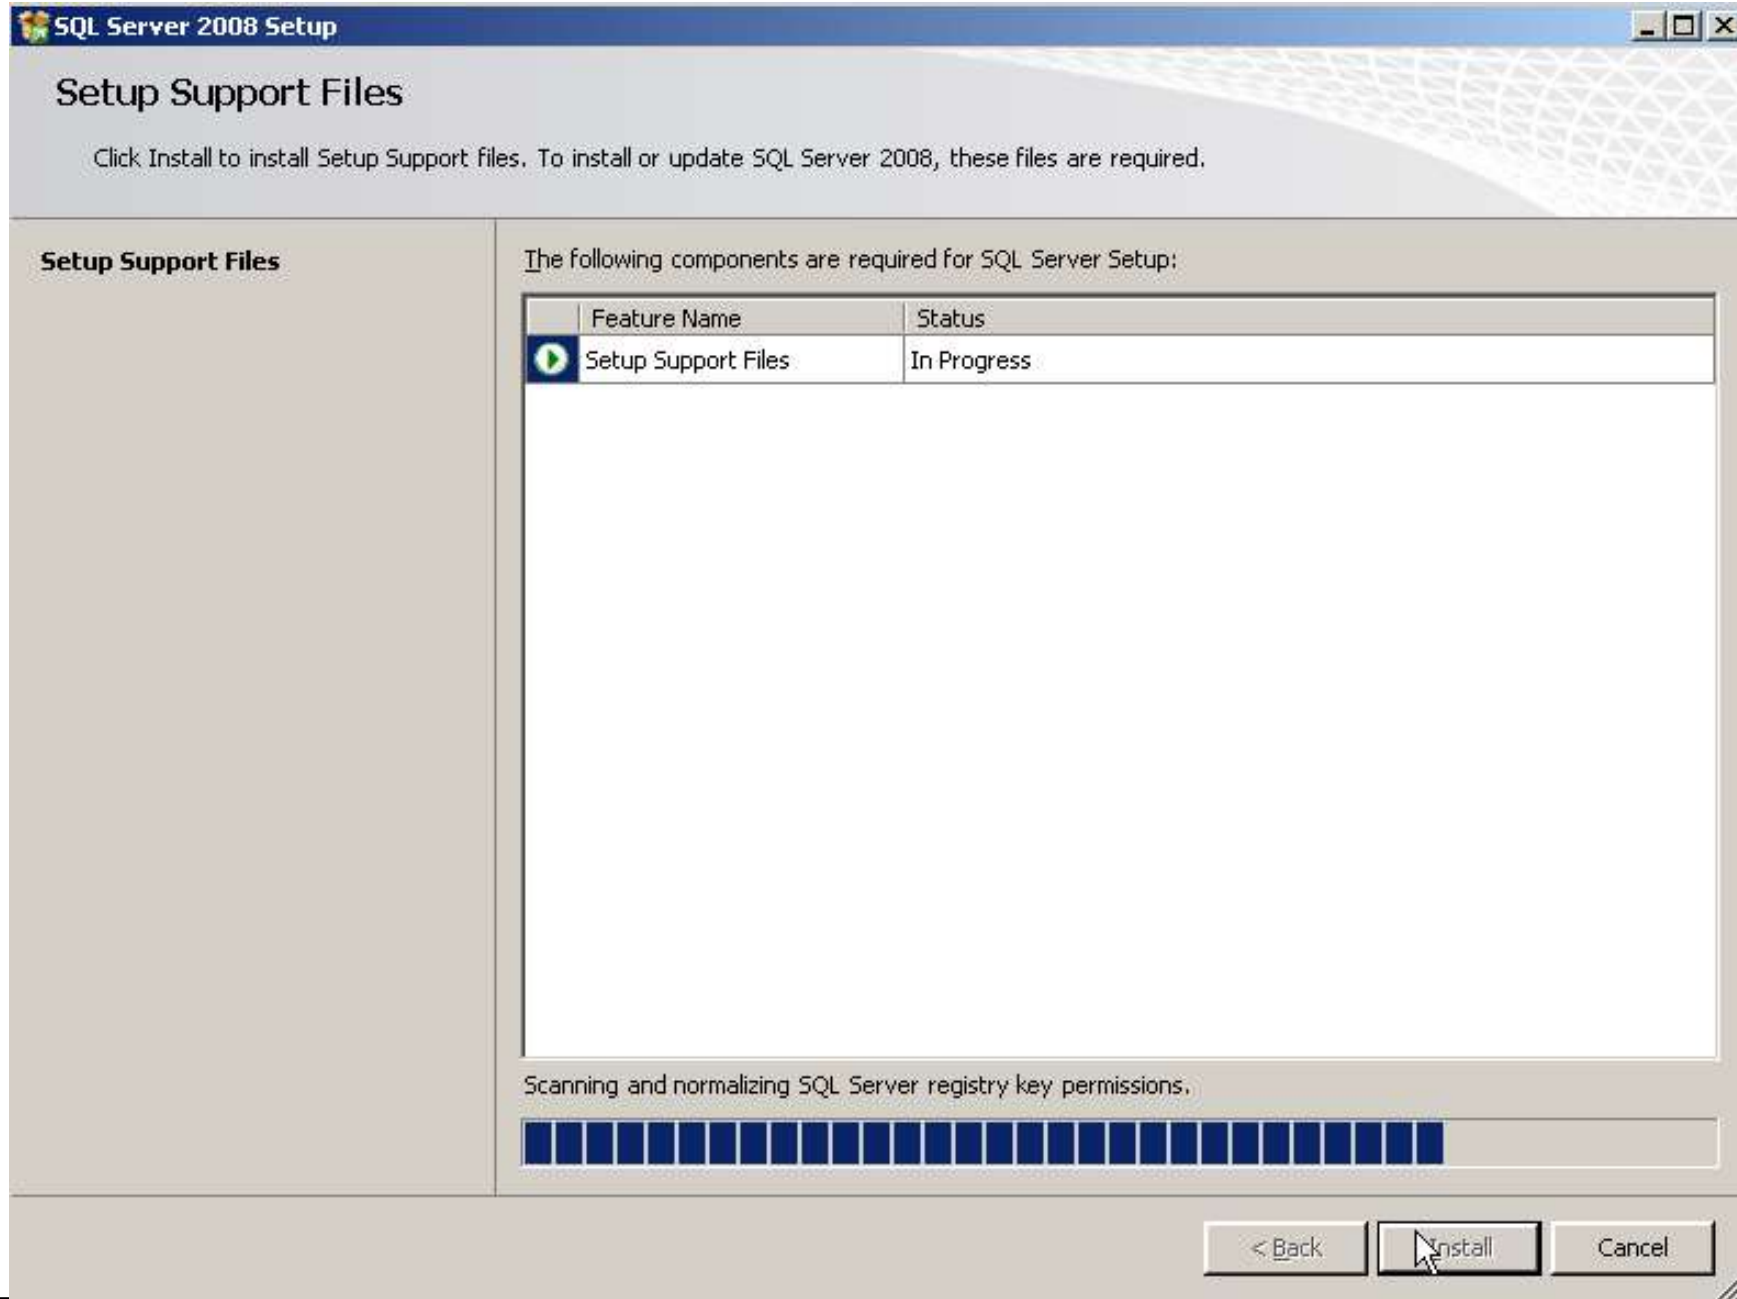 SQL Server 2008 Setup
Setup Support Files
Click Install to install Setup Support files. To install or update SQL Server 2008, these files are required.
Setup Support Files
The following components are required for SQL Server Setup:
Feature Name Status
Setup Support Files In Progress
Scanning and normalizing SQL Server registry key permissions.
< Back Install Cancel